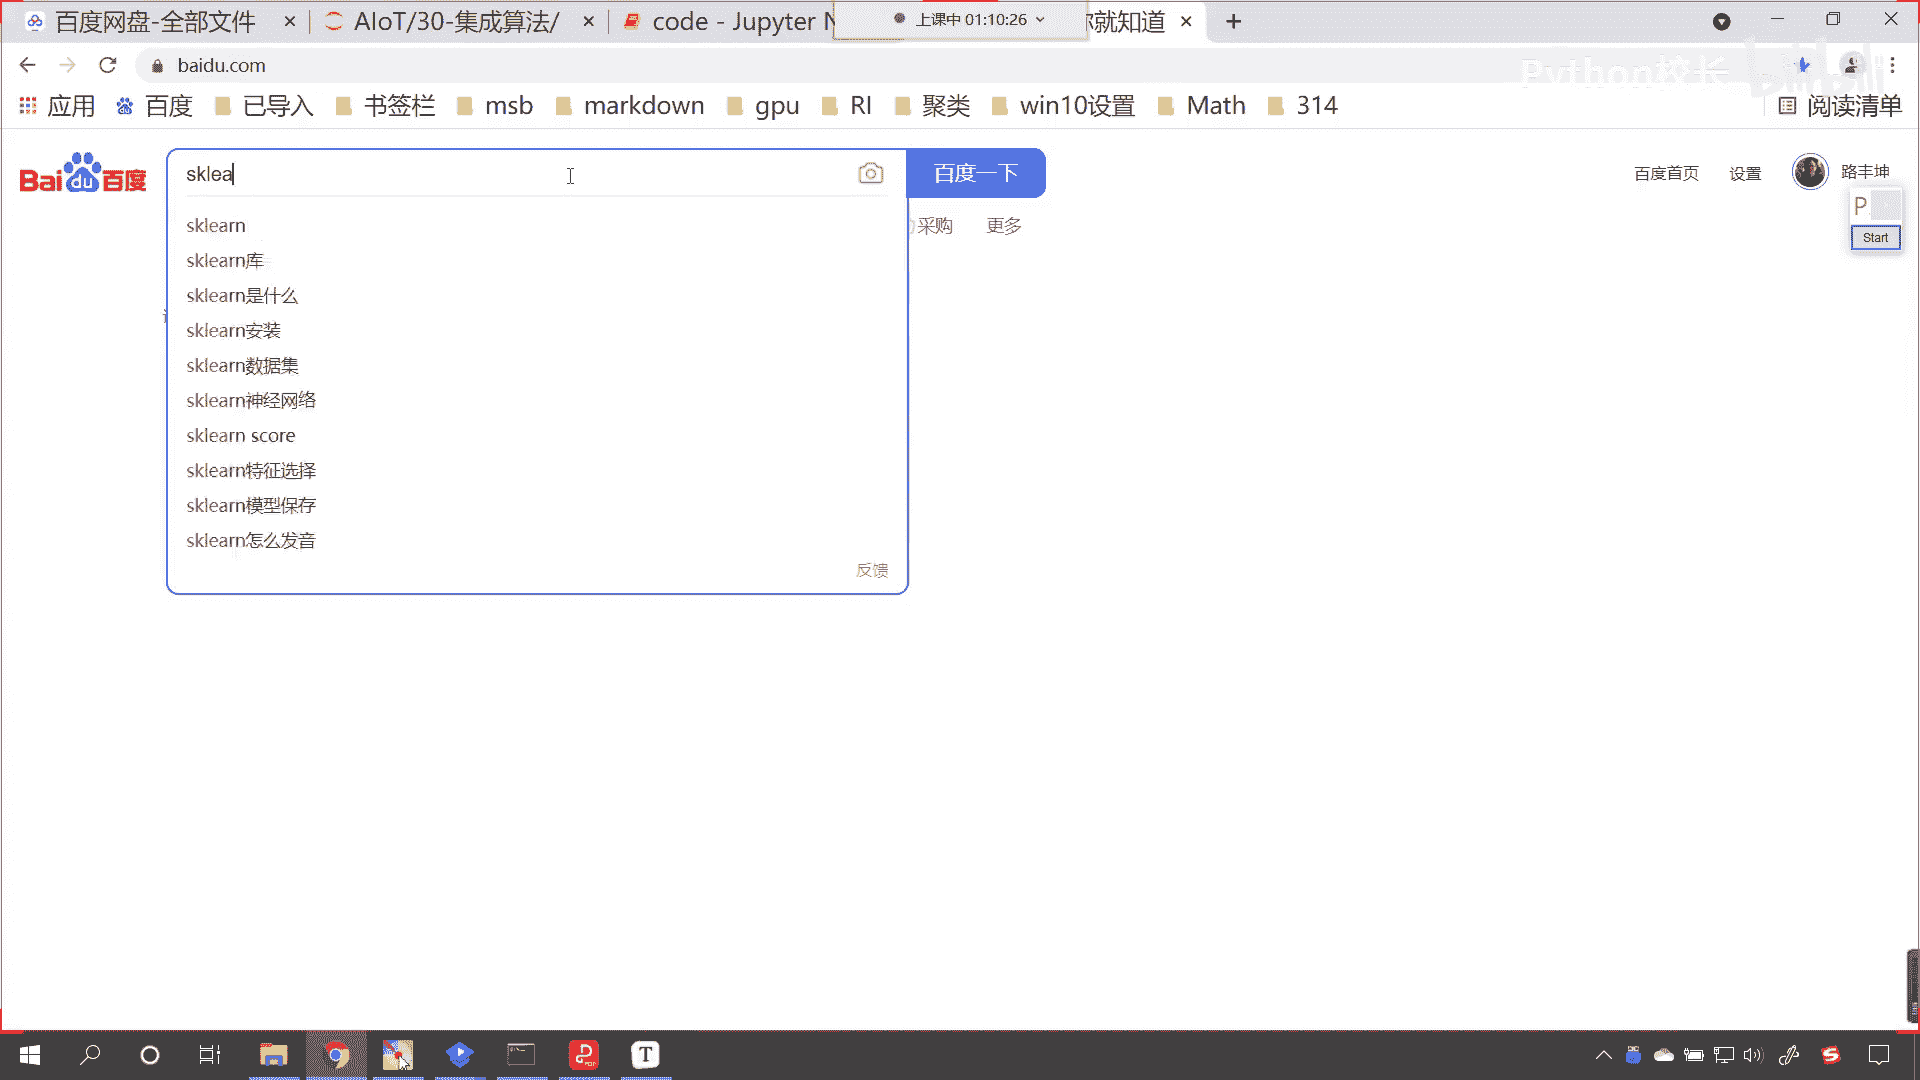 百度网盘-全部文件
AIoT/30-集成算法/
code - Jupyter N
上课中 01:10:26
就知道
baidu.com
Python校长
bilibili
应用
百度
已导入
书签栏
msb
markdown
gpu
Rl
聚类
win10设置
Math
314
阅读清单
Bai du 百度
sklea
百度一下
百度首页
设置
路丰坤
采购
更多
P
Start
sklearn
sklearn库
sklearn是什么
sklearn安装
sklearn数据集
sklearn神经网络
sklearn score
sklearn特征选择
sklearn模型保存
sklearn怎么发音
反馈